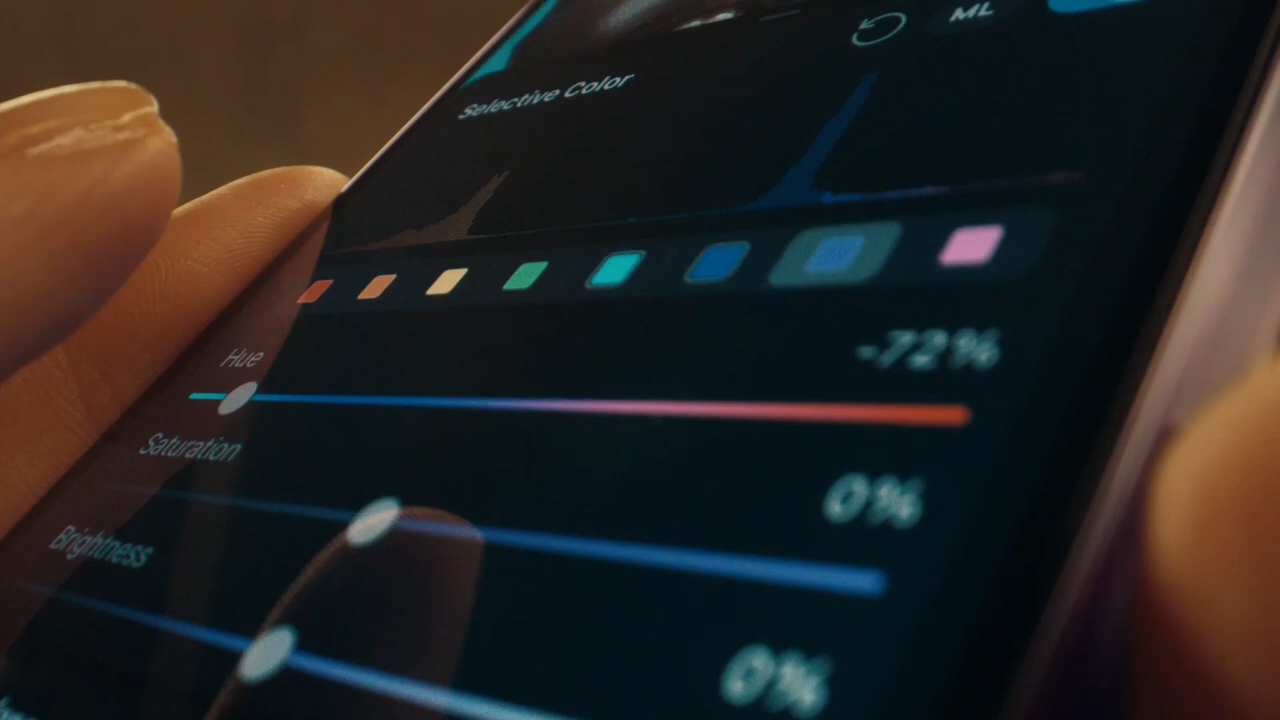 ML
Selective Color
Hue
-72%
Saturation
0%
Brightness
0%